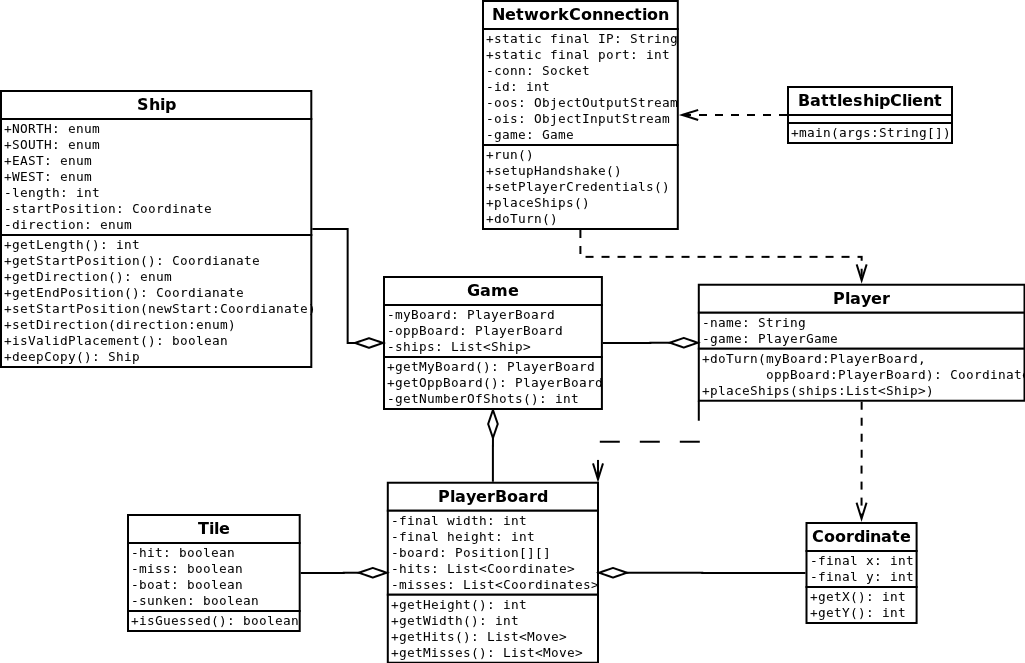 NetworkConnection
+static final IP: String
+static final port: int
-conn: Socket
-id: int
-oos: ObjectOutputStream
-ois: ObjectInputStream
-game: Game
+run()
+setupHandshake()
+setPlayerCredentials()
+placeShips()
+doTurn()
BattleshipClient
+main(args:String[])
Ship
+NORTH: enum
+SOUTH: enum
+EAST: enum
+WEST: enum
-length: int
-startPosition: Coordinate
-direction: enum
+getLength(): int
+getStartPosition(): Coordianate
+getDirection(): enum
+getEndPosition(): Coordianate
+setStartPosition(newStart:Coordianate)
+setDirection(direction:enum)
+isValidPlacement(): boolean
+deepCopy(): Ship
Game
-myBoard: PlayerBoard
-oppBoard: PlayerBoard
-ships: List<Ship>
+getMyBoard(): PlayerBoard
+getOppBoard(): PlayerBoard
-getNumberOfShots(): int
Player
-name: String
-game: PlayerGame
+doTurn(myBoard:PlayerBoard,
oppBoard:PlayerBoard): Coordinate
+placeShips(ships:List<Ship>)
PlayerBoard
-final width: int
-final height: int
-board: Position[][]
-hits: List<Coordinate>
-misses: List<Coordinates>
+getHeight(): int
+getWidth(): int
+getHits(): List<Move>
+getMisses(): List<Move>
Tile
-hit: boolean
-miss: boolean
-boat: boolean
-sunken: boolean
+isGuessed(): boolean
Coordinate
-final x: int
-final y: int
+getX(): int
+getY(): int